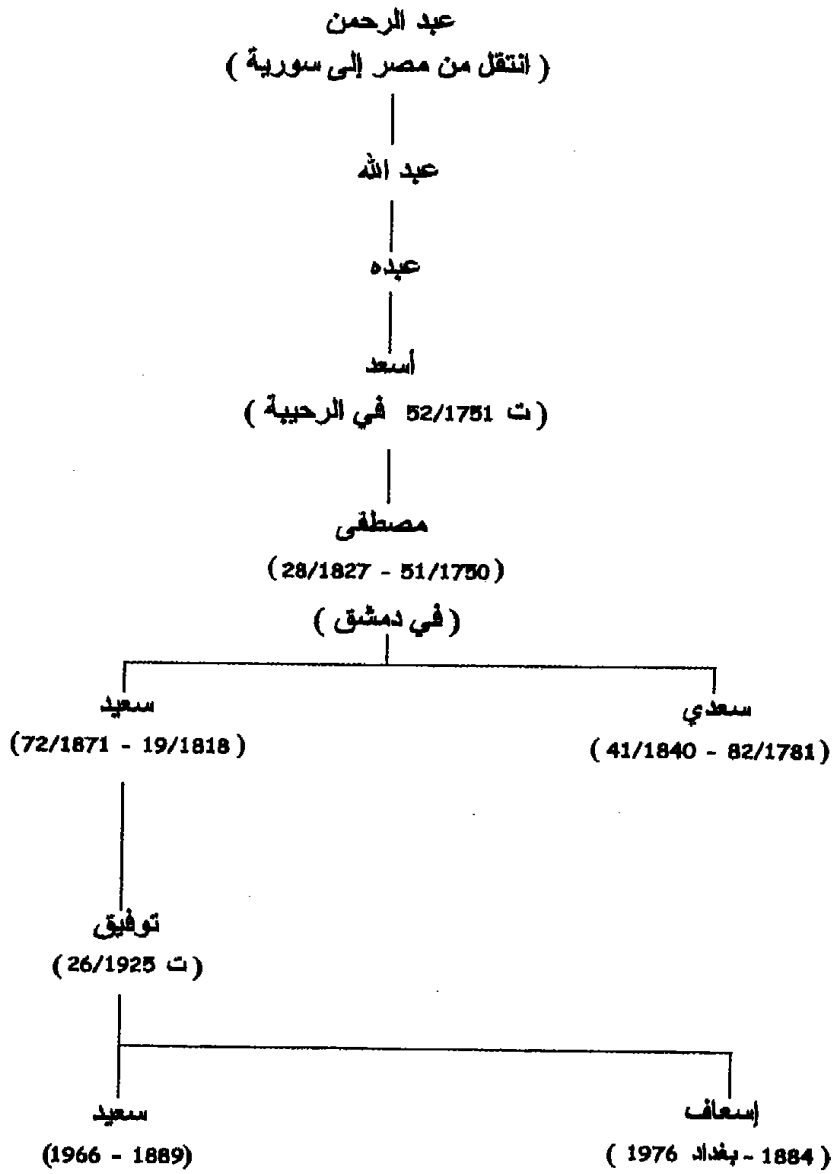 عبد الرحمن
( انتقل من مصر إلى سورية )
عبد الله
عبده
أسعد
( ت 52/1751 في الرحيبة )
مصطفى
(51/1750 - 28/1827)
( في دمشق )
سعدي
( 82/1781 - 41/1840 )
سعيد
( 19/1818 - 72/1871)
توفيق
( ت 26/1925 )
إسعاف
( 1884 - بغداد 1976 )
سعيد
(1889 - 1966)